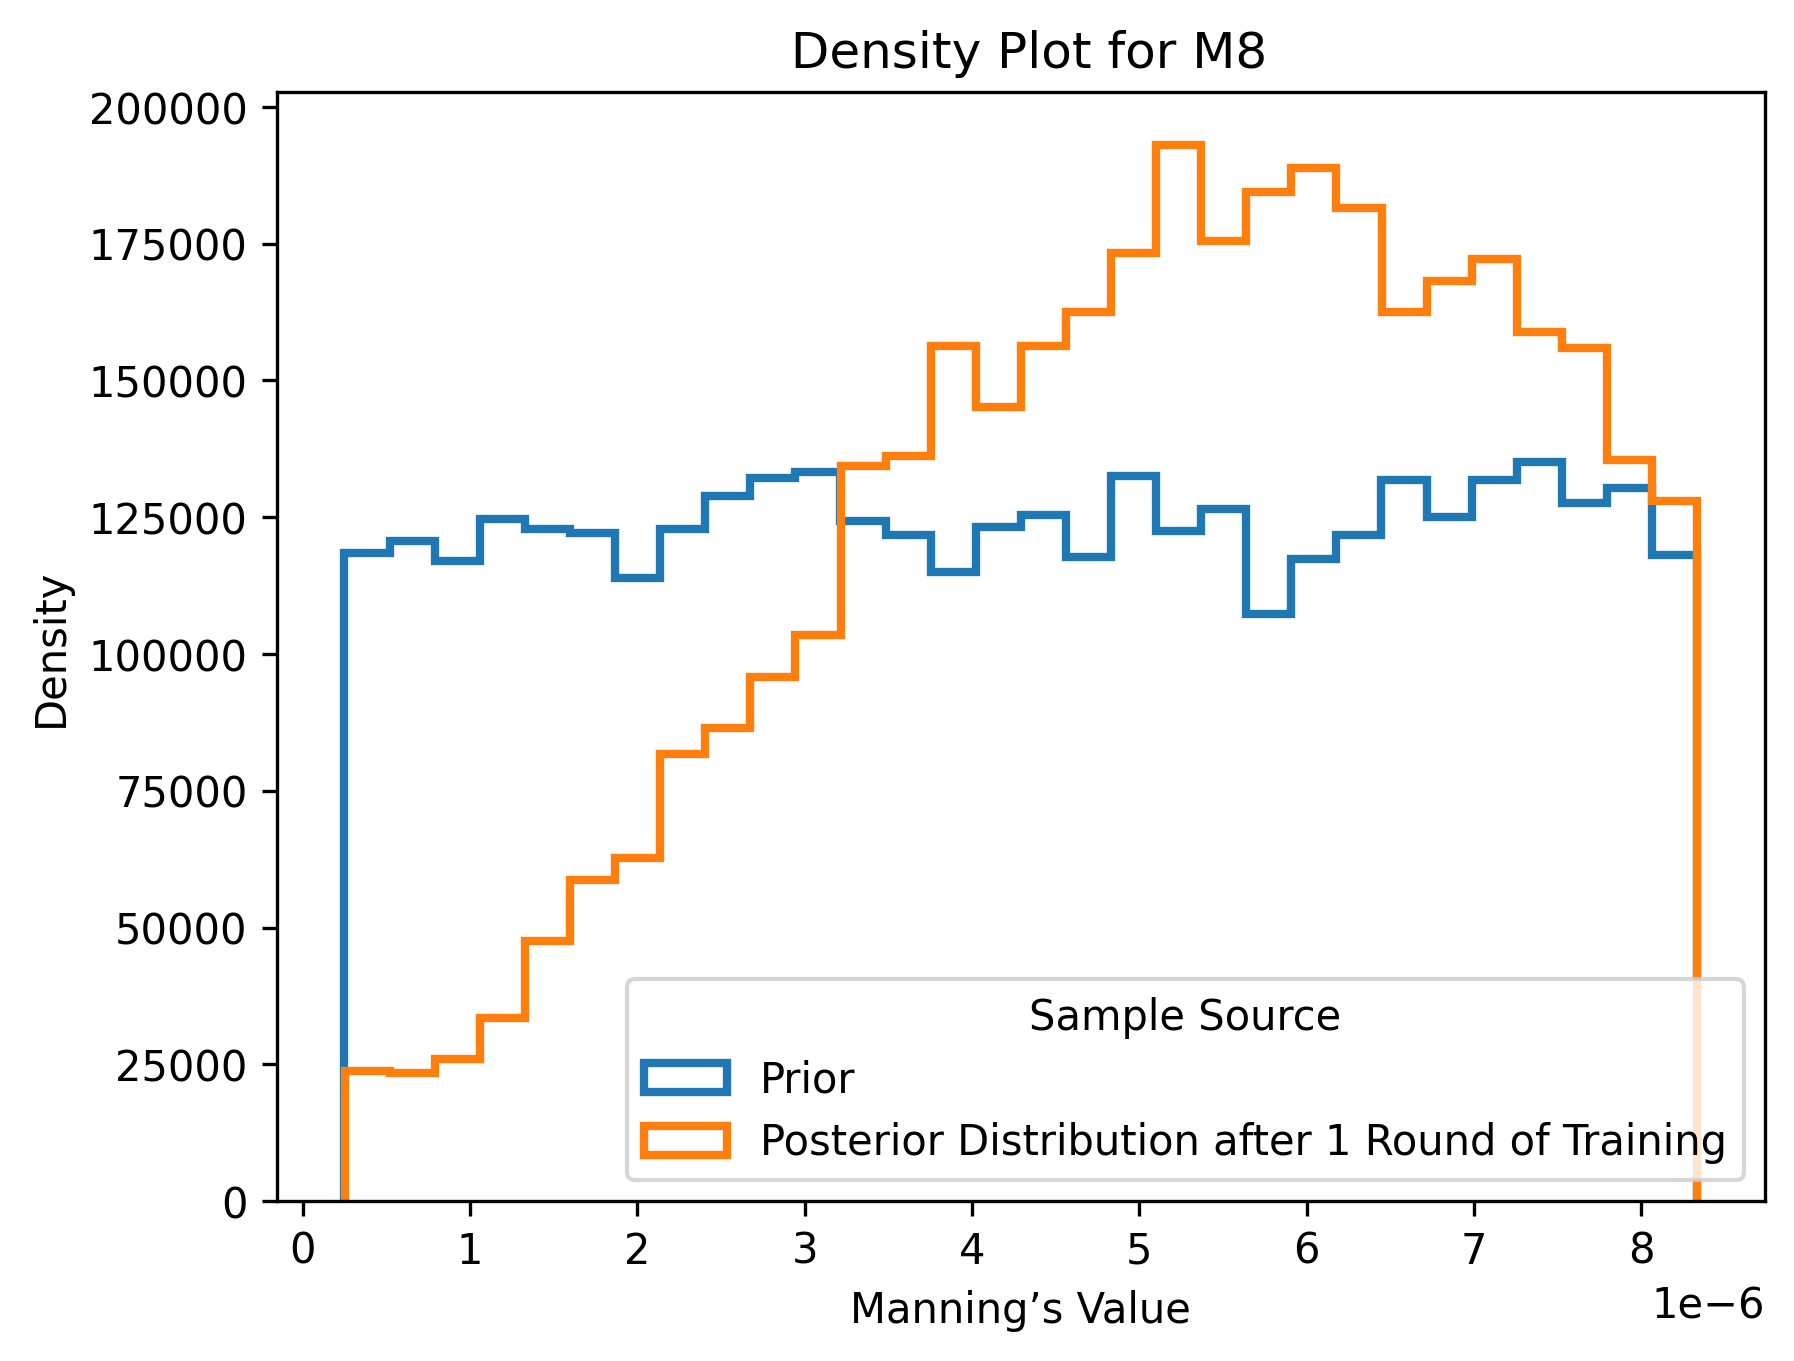 Density Plot for M8
200000
175000
150000
125000
100000
75000
50000
25000
0
Density
Sample Source
Prior
Posterior Distribution after 1 Round of Training
0 1 2 3 4 5 6 7 8
1e−6
Manning’s Value